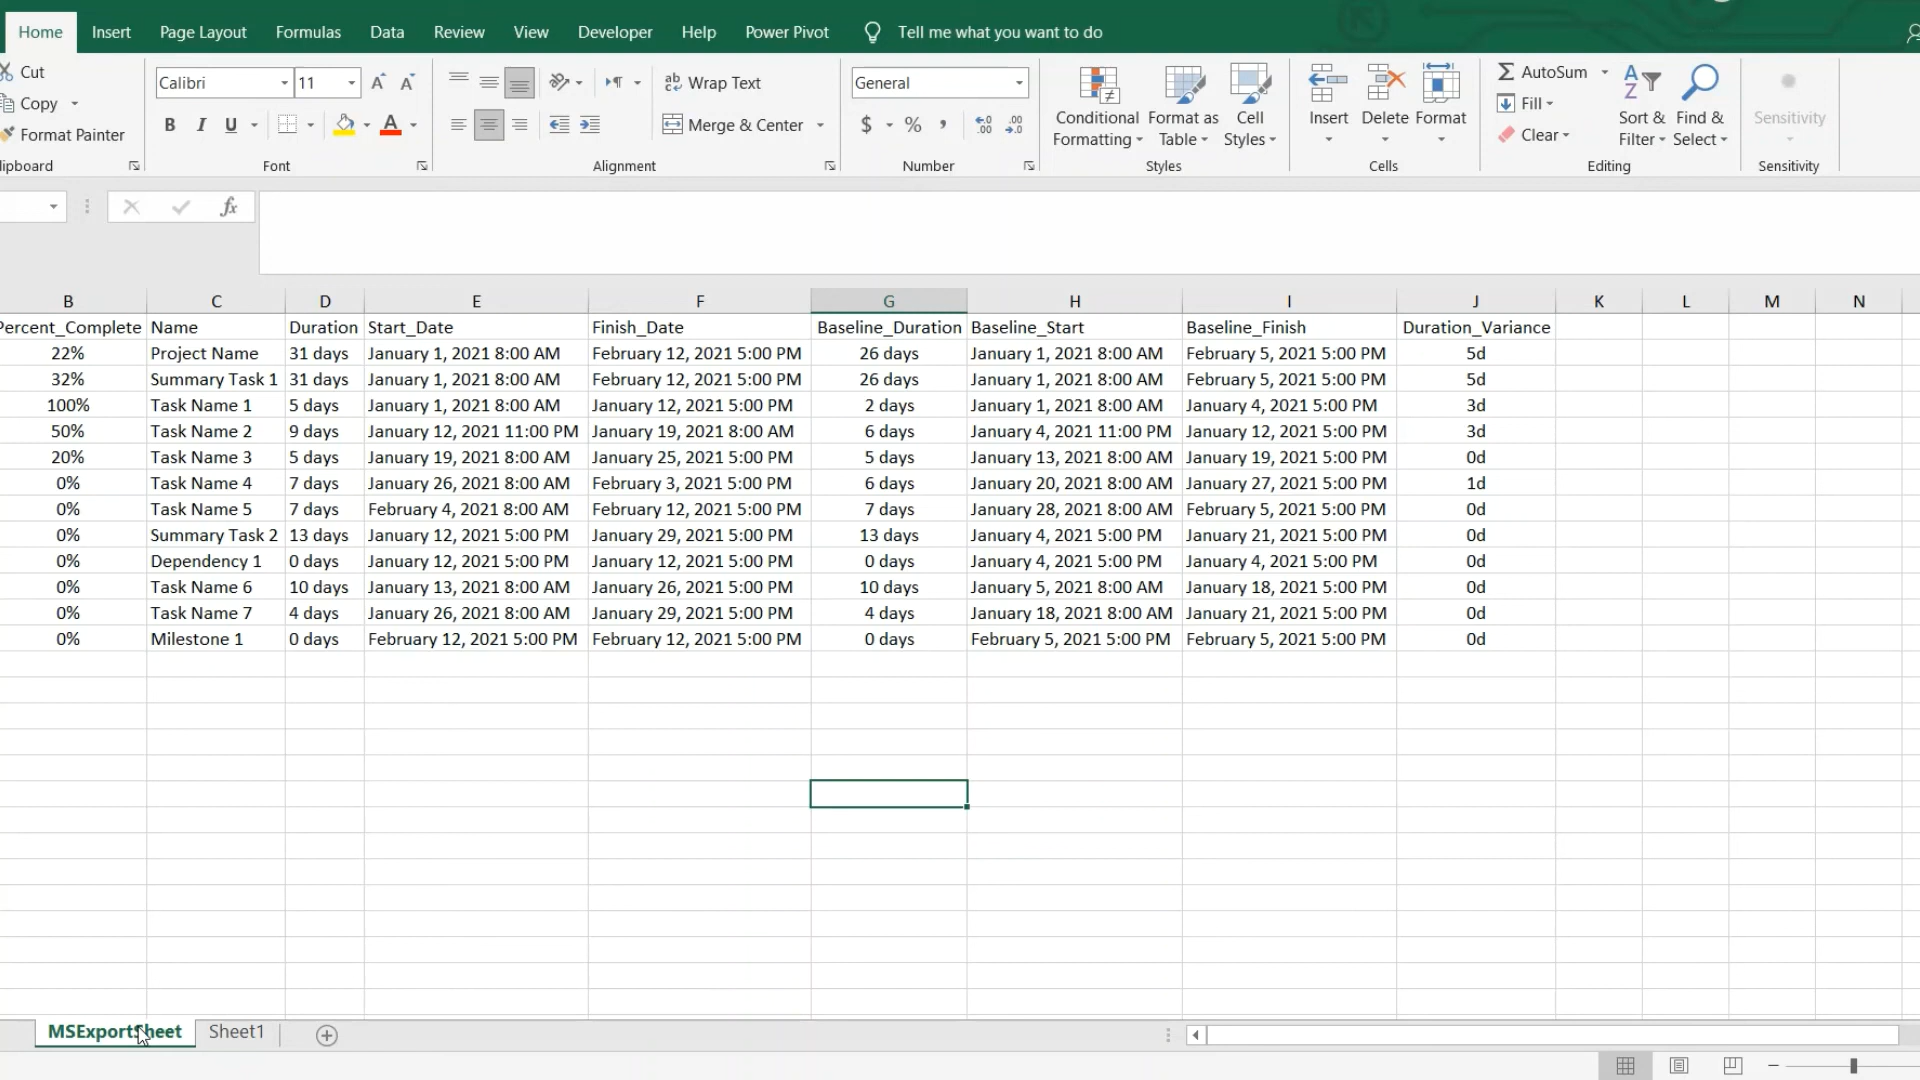 Home Insert Page Layout Formulas Data Review View Developer Help Power Pivot Tell me what you want to do
Cut
Copy
Format Painter
Calibri 11
B I U
Wrap Text
Merge & Center
General
$ % ,
Conditional Formatting
Format as Table
Cell Styles
Insert Delete Format
AutoSum
Fill
Clear
Sort & Filter
Find & Select
Sensitivity
lipboard Font Alignment Number Styles Cells Editing Sensitivity
fx
B C D E F G H I J K L M N
Percent_Complete Name Duration Start_Date Finish_Date Baseline_Duration Baseline_Start Baseline_Finish Duration_Variance
22% Project Name 31 days January 1, 2021 8:00 AM February 12, 2021 5:00 PM 26 days January 1, 2021 8:00 AM February 5, 2021 5:00 PM 5d
32% Summary Task 1 31 days January 1, 2021 8:00 AM February 12, 2021 5:00 PM 26 days January 1, 2021 8:00 AM February 5, 2021 5:00 PM 5d
100% Task Name 1 5 days January 1, 2021 8:00 AM January 12, 2021 5:00 PM 2 days January 1, 2021 8:00 AM January 4, 2021 5:00 PM 3d
50% Task Name 2 9 days January 12, 2021 11:00 PM January 19, 2021 8:00 AM 6 days January 4, 2021 11:00 PM January 12, 2021 5:00 PM 3d
20% Task Name 3 5 days January 19, 2021 8:00 AM January 25, 2021 5:00 PM 5 days January 13, 2021 8:00 AM January 19, 2021 5:00 PM 0d
0% Task Name 4 7 days January 26, 2021 8:00 AM February 3, 2021 5:00 PM 6 days January 20, 2021 8:00 AM January 27, 2021 5:00 PM 1d
0% Task Name 5 7 days February 4, 2021 8:00 AM February 12, 2021 5:00 PM 7 days January 28, 2021 8:00 AM February 5, 2021 5:00 PM 0d
0% Summary Task 2 13 days January 12, 2021 5:00 PM January 29, 2021 5:00 PM 13 days January 4, 2021 5:00 PM January 21, 2021 5:00 PM 0d
0% Dependency 1 0 days January 12, 2021 5:00 PM January 12, 2021 5:00 PM 0 days January 4, 2021 5:00 PM January 4, 2021 5:00 PM 0d
0% Task Name 6 10 days January 13, 2021 8:00 AM January 26, 2021 5:00 PM 10 days January 5, 2021 8:00 AM January 18, 2021 5:00 PM 0d
0% Task Name 7 4 days January 26, 2021 8:00 AM January 29, 2021 5:00 PM 4 days January 18, 2021 8:00 AM January 21, 2021 5:00 PM 0d
0% Milestone 1 0 days February 12, 2021 5:00 PM February 12, 2021 5:00 PM 0 days February 5, 2021 5:00 PM February 5, 2021 5:00 PM 0d
MSExportSheet Sheet1